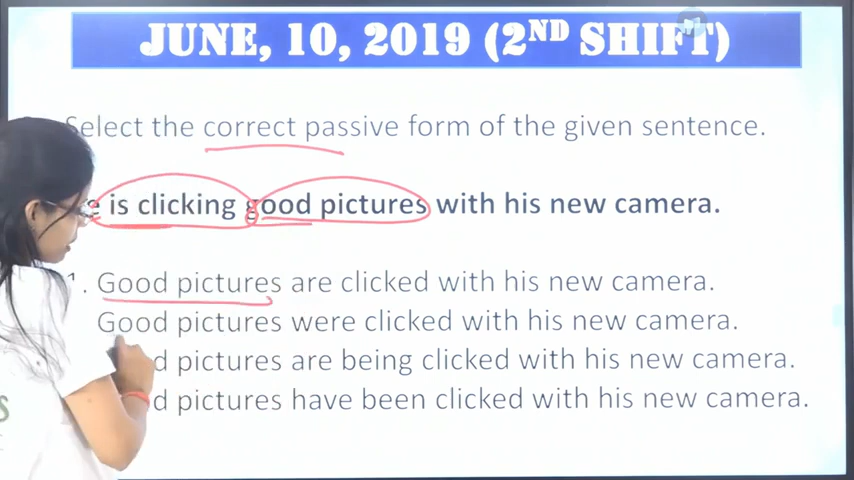 JUNE, 10, 2019 (2ND SHIFT)
Select the correct passive form of the given sentence.
is clicking good pictures with his new camera.
1. Good pictures are clicked with his new camera.
Good pictures were clicked with his new camera.
pictures are being clicked with his new camera.
pictures have been clicked with his new camera.